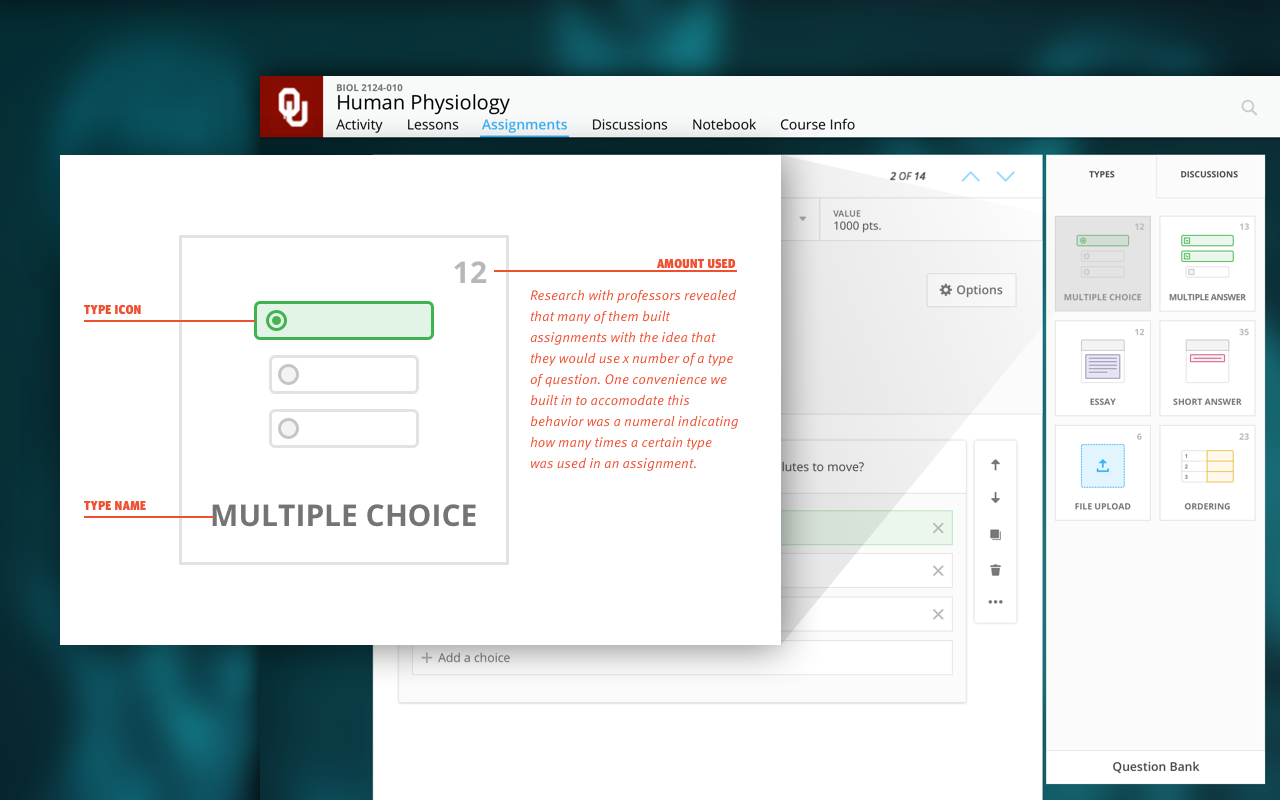 OU
BIOL 2124-010
Human Physiology
Activity Lessons Assignments Discussions Notebook Course Info
12
AMOUNT USED
TYPE ICON
Research with professors revealed
that many of them built
assignments with the idea that
they would use x number of a type
of question. One convenience we
built in to accomodate this
behavior was a numeral indicating
how many times a certain type
was used in an assignment.
TYPE NAME
MULTIPLE CHOICE
2 OF 14
VALUE
1000 pts.
Options
lutes to move?
Add a choice
TYPES DISCUSSIONS
12
MULTIPLE CHOICE
13
MULTIPLE ANSWER
12
ESSAY
35
SHORT ANSWER
6
FILE UPLOAD
23
1
2
3
ORDERING
Question Bank